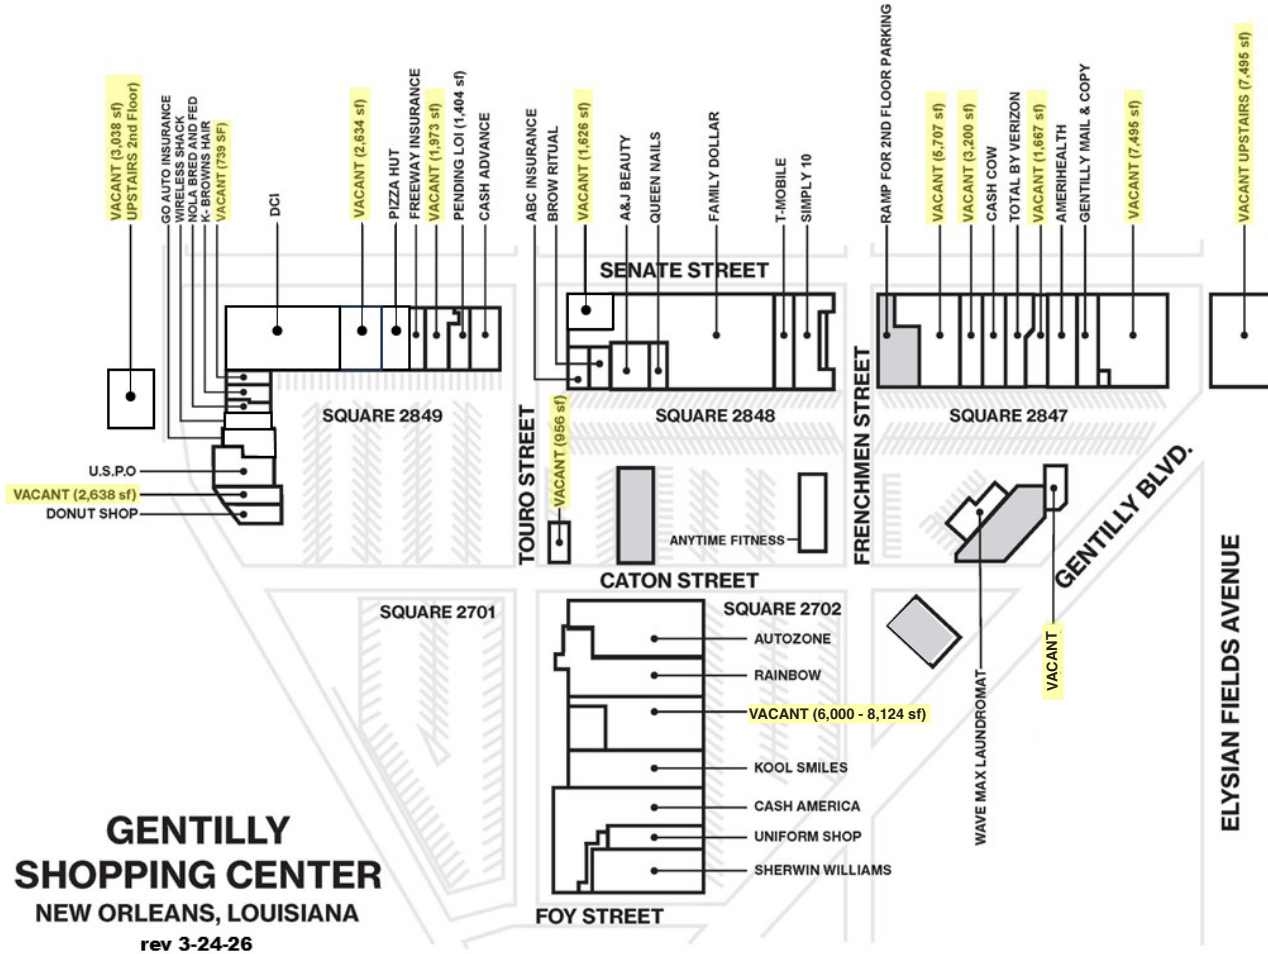 VACANT (3,038 sf)
UPSTAIRS 2nd Floor)
GO AUTO INSURANCE
WIRELESS SHACK
NOLA BRED AND FED
K- BROWNS HAIR
VACANT (739 SF)
DCI
VACANT (2,634 sf)
PIZZA HUT
FREEWAY INSURANCE
VACANT (1,973 sf)
PENDING LOI (1,404 sf)
CASH ADVANCE
ABC INSURANCE
BROW RITUAL
VACANT (1,626 sf)
A&J BEAUTY
QUEEN NAILS
FAMILY DOLLAR
T-MOBILE
SIMPLY 10
RAMP FOR 2ND FLOOR PARKING
VACANT (5,707 sf)
VACANT (3,200 sf)
CASH COW
TOTAL BY VERIZON
VACANT (1,667 sf)
AMERIHEALTH
GENTILLY MAIL & COPY
VACANT (7,495 sf)
VACANT UPSTAIRS (7,495 sf)
SENATE STREET
SQUARE 2849
SQUARE 2848
SQUARE 2847
U.S.P.O
VACANT (2,638 sf)
DONUT SHOP
TOURO STREET
VACANT (956 sf)
ANYTIME FITNESS
FRENCHMEN STREET
GENTILLY BLVD.
ELYSIAN FIELDS AVENUE
CATON STREET
SQUARE 2701
SQUARE 2702
AUTOZONE
RAINBOW
VACANT (6,000 - 8,124 sf)
KOOL SMILES
CASH AMERICA
UNIFORM SHOP
SHERWIN WILLIAMS
WAVE MAX LAUNDROMAT
VACANT
FOY STREET
GENTILLY
SHOPPING CENTER
NEW ORLEANS, LOUISIANA
rev 3-24-26